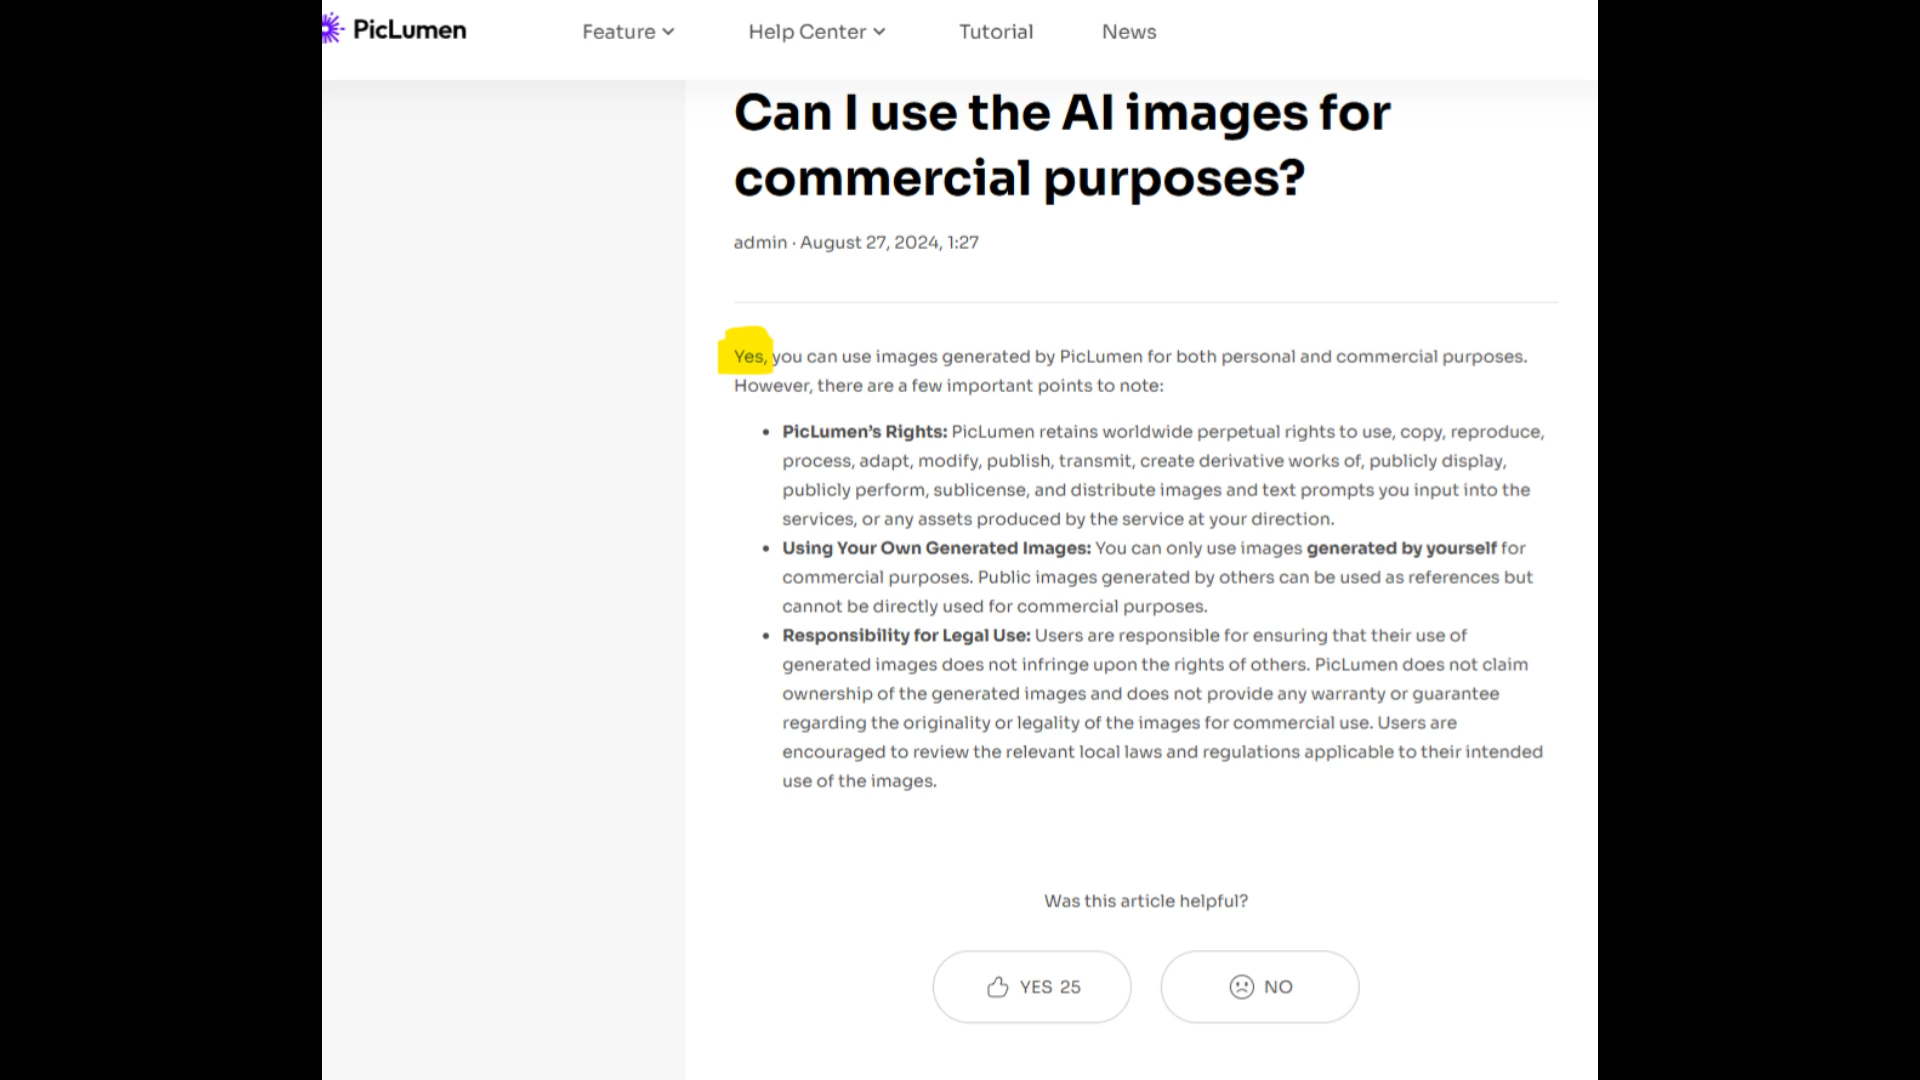 PicLumen
Feature
Help Center
Tutorial
News
Can I use the AI images for
commercial purposes?
admin · August 27, 2024, 1:27
Yes, you can use images generated by PicLumen for both personal and commercial purposes.
However, there are a few important points to note:
• PicLumen's Rights: PicLumen retains worldwide perpetual rights to use, copy, reproduce,
process, adapt, modify, publish, transmit, create derivative works of, publicly display,
publicly perform, sublicense, and distribute images and text prompts you input into the
services, or any assets produced by the service at your direction.
• Using Your Own Generated Images: You can only use images generated by yourself for
commercial purposes. Public images generated by others can be used as references but
cannot be directly used for commercial purposes.
• Responsibility for Legal Use: Users are responsible for ensuring that their use of
generated images does not infringe upon the rights of others. PicLumen does not claim
ownership of the generated images and does not provide any warranty or guarantee
regarding the originality or legality of the images for commercial use. Users are
encouraged to review the relevant local laws and regulations applicable to their intended
use of the images.
Was this article helpful?
YES 25
NO